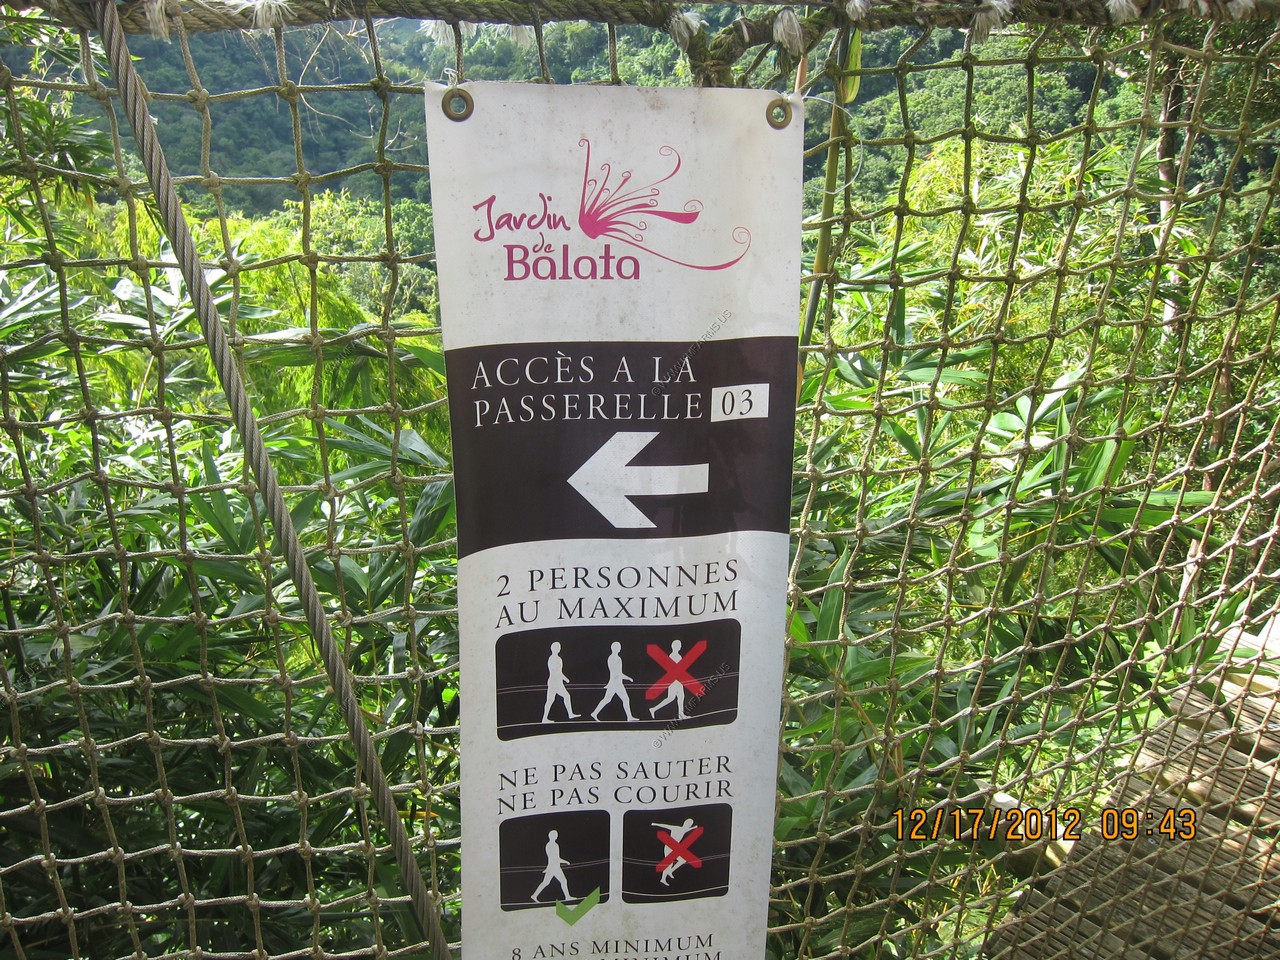 Jardin
de
Balata
ACCÈS A LA
PASSERELLE 03
2 PERSONNES
AU MAXIMUM
NE PAS SAUTER
NE PAS COURIR
8 ANS MINIMUM
MINIMUM
12/17/2012 09:43